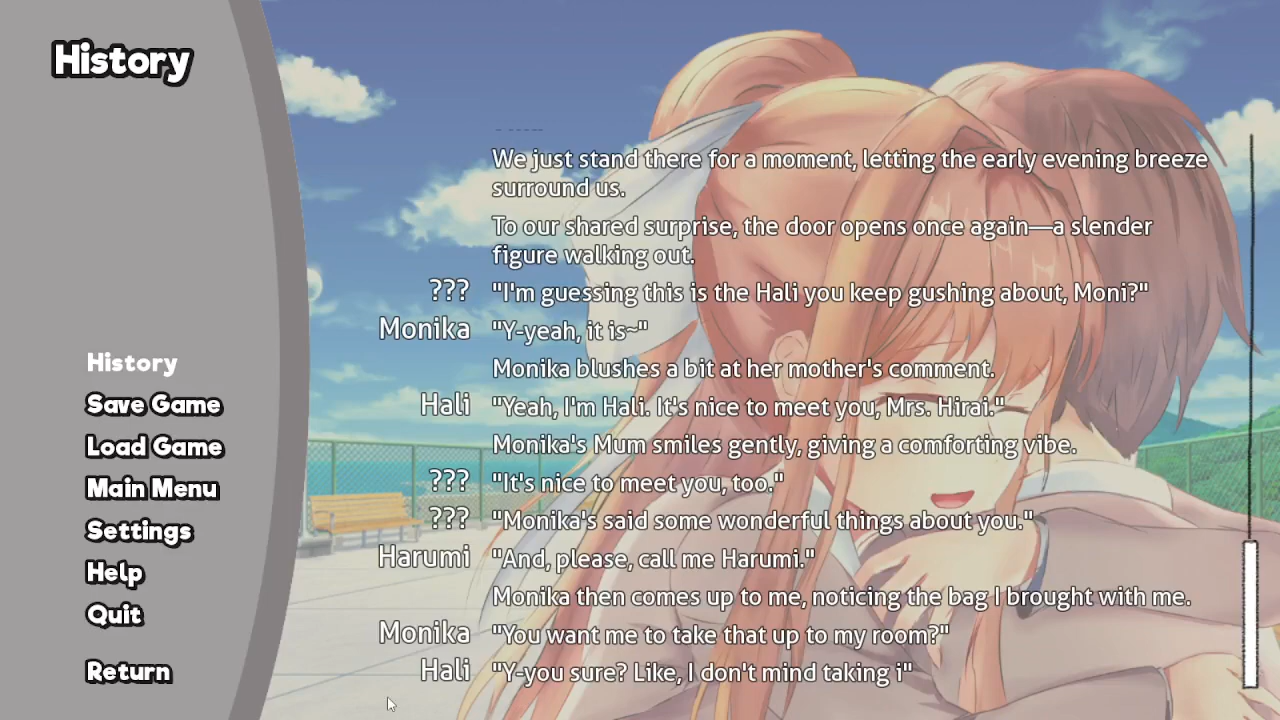 History
We just stand there for a moment, letting the early evening breeze
surround us.
To our shared surprise, the door opens once again—a slender
figure walking out.
??? "I'm guessing this is the Hali you keep gushing about, Moni?"
Monika "Y-yeah, it is~"
Monika blushes a bit at her mother's comment.
Hali "Yeah, I'm Hali. It's nice to meet you, Mrs. Hirai."
Monika's Mum smiles gently, giving a comforting vibe.
??? "It's nice to meet you, too."
??? "Monika's said some wonderful things about you."
Harumi "And, please, call me Harumi."
Monika then comes up to me, noticing the bag I brought with me.
Monika "You want me to take that up to my room?"
Hali "Y-you sure? Like, I don't mind taking i"
History
Save Game
Load Game
Main Menu
Settings
Help
Quit
Return